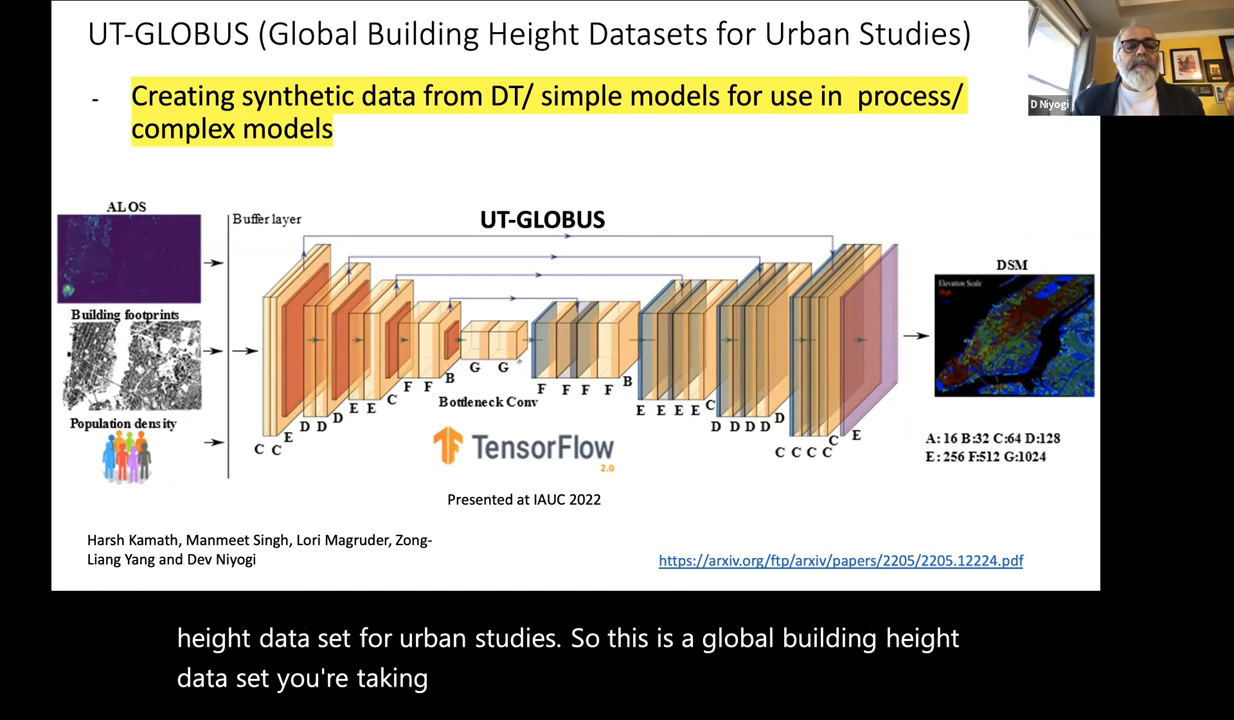 UT-GLOBUS (Global Building Height Datasets for Urban Studies)
- Creating synthetic data from DT/ simple models for use in process/
complex models
D Niyogi
ALOS
Building footprints
Population density
Buffer layer
UT-GLOBUS
C C
E
D D
D
E E
C
F F
B
G G
Bottleneck Conv
F F F F
B
E E E E
C
D D D D
D
C C C C
C
E
TensorFlow
2.0
Presented at IAUC 2022
DSM
Elevation Scale
High
A: 16 B:32 C:64 D:128
E: 256 F:512 G:1024
Harsh Kamath, Manmeet Singh, Lori Magruder, Zong-
Liang Yang and Dev Niyogi
https://arxiv.org/ftp/arxiv/papers/2205/2205.12224.pdf
height data set for urban studies. So this is a global building height
data set you're taking